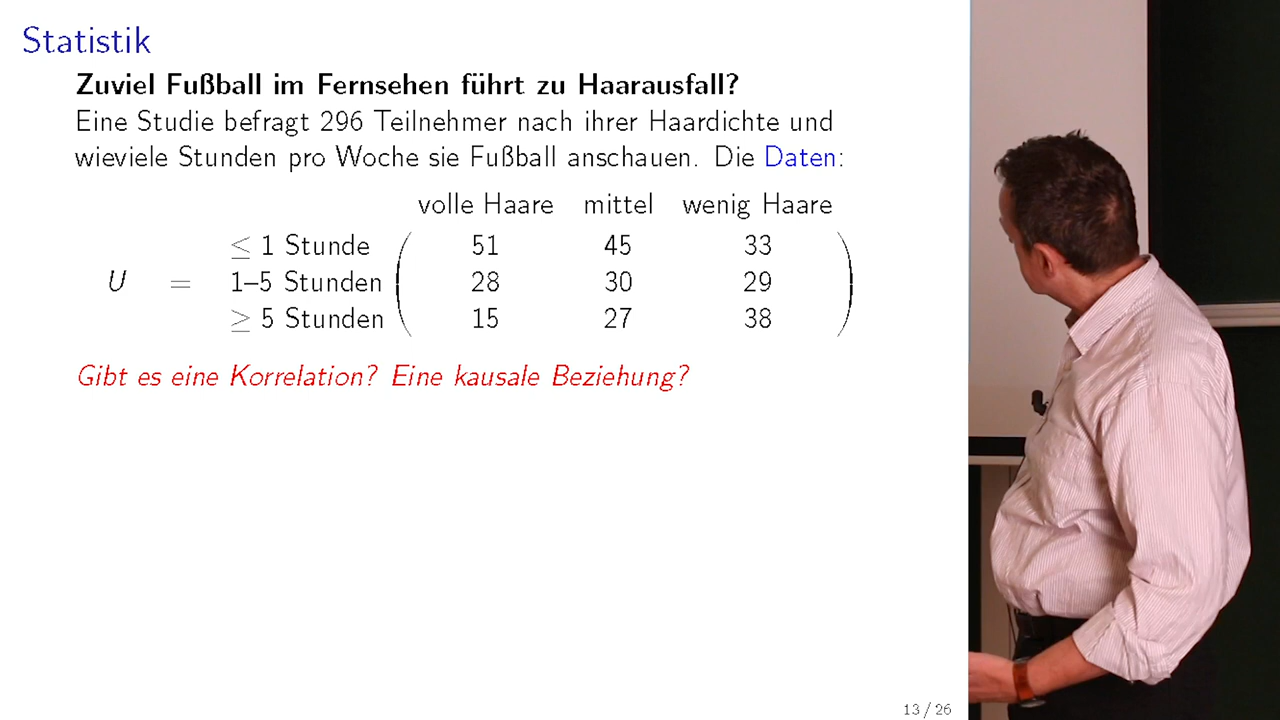 Statistik
Zuviel Fußball im Fernsehen führt zu Haarausfall?
Eine Studie befragt 296 Teilnehmer nach ihrer Haardichte und
wieviele Stunden pro Woche sie Fußball anschauen. Die Daten:
volle Haare mittel wenig Haare
≤ 1 Stunde 51 45 33
U = 1–5 Stunden 28 30 29
≥ 5 Stunden 15 27 38
Gibt es eine Korrelation? Eine kausale Beziehung?
13 / 26